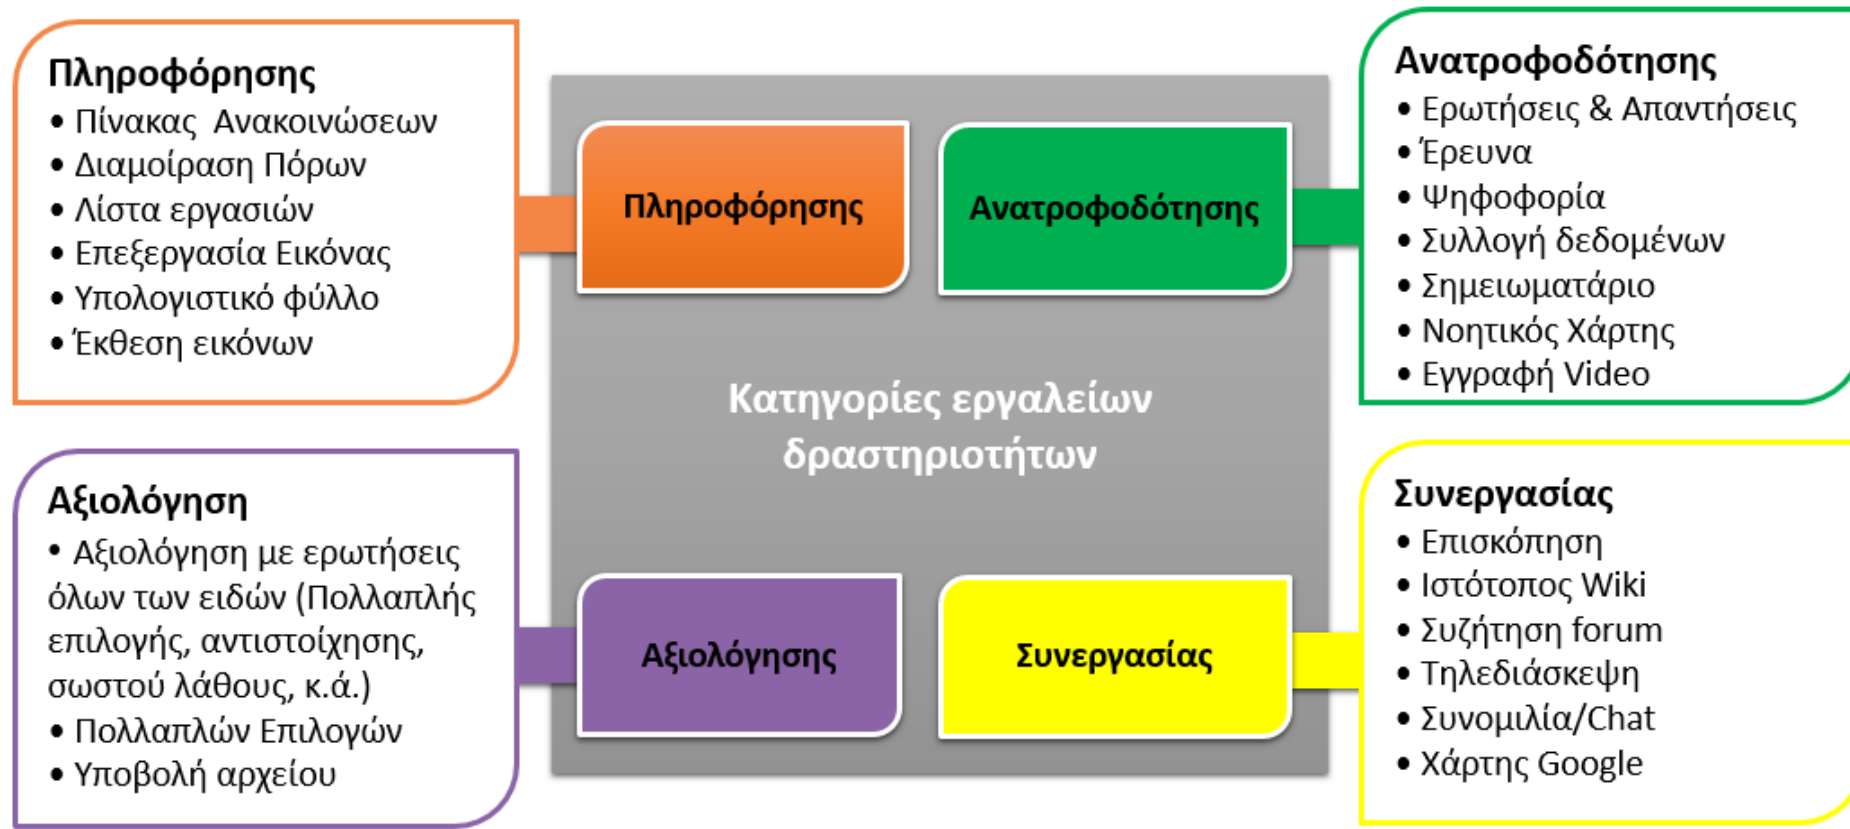 Πληροφόρησης
• Πίνακας Ανακοινώσεων
• Διαμοίραση Πόρων
• Λίστα εργασιών
• Επεξεργασία Εικόνας
• Υπολογιστικό φύλλο
• Έκθεση εικόνων
Πληροφόρησης
Ανατροφοδότησης
Ανατροφοδότησης
• Ερωτήσεις & Απαντήσεις
• Έρευνα
• Ψηφοφορία
• Συλλογή δεδομένων
• Σημειωματάριο
• Νοητικός Χάρτης
• Εγγραφή Video
Κατηγορίες εργαλείων
δραστηριοτήτων
Αξιολόγηση
• Αξιολόγηση με ερωτήσεις
όλων των ειδών (Πολλαπλής
επιλογής, αντιστοίχησης,
σωστού λάθους, κ.ά.)
• Πολλαπλών Επιλογών
• Υποβολή αρχείου
Αξιολόγησης
Συνεργασίας
Συνεργασίας
• Επισκόπηση
• Ιστότοπος Wiki
• Συζήτηση forum
• Τηλεδιάσκεψη
• Συνομιλία/Chat
• Χάρτης Google